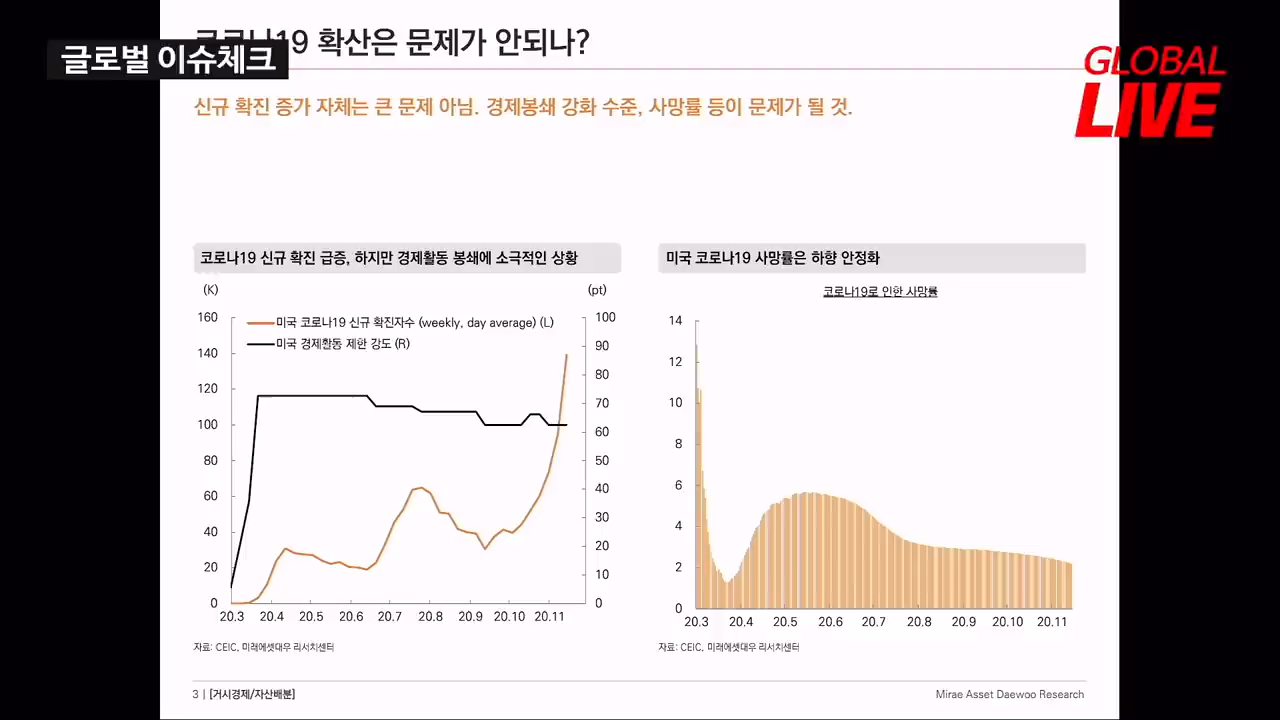 19 확산은 문제가 안되나?
글로벌 이슈체크
GLOBAL
LIVE
신규 확진 증가 자체는 큰 문제 아님. 경제봉쇄 강화 수준, 사망률 등이 문제가 될 것.
코로나19 신규 확진 급증, 하지만 경제활동 봉쇄에 소극적인 상황
(K)
(pt)
미국 코로나19 신규 확진자수 (weekly, day average) (L)
미국 경제활동 제한 강도 (R)
160
140
120
100
80
60
40
20
0
100
90
80
70
60
50
40
30
20
10
0
20.3 20.4 20.5 20.6 20.7 20.8 20.9 20.10 20.11
자료: CEIC, 미래에셋대우 리서치센터
미국 코로나19 사망률은 하향 안정화
코로나19로 인한 사망률
14
12
10
8
6
4
2
0
20.3 20.4 20.5 20.6 20.7 20.8 20.9 20.10 20.11
자료: CEIC, 미래에셋대우 리서치센터
3 | [거시경제/자산배분]
Mirae Asset Daewoo Research